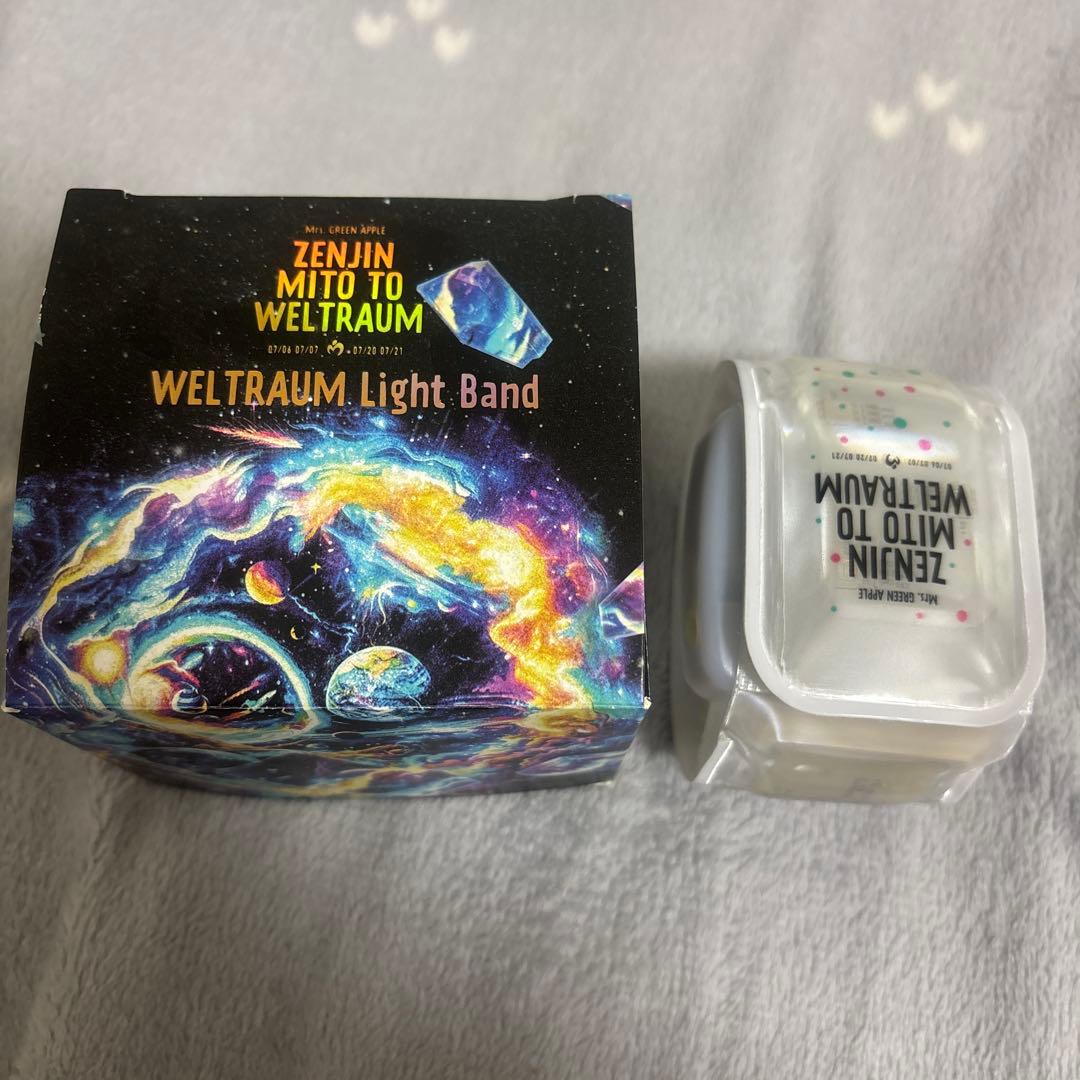 Mrs. GREEN APPLE
ZENJIN
MITO TO
WELTRAUM
07/06 07/07 07/20 07/21
WELTRAUM Light Band
Mrs. GREEN APPLE
ZENJIN
MITO TO
WELTRAUM
07/06 07/07 07/20 07/21